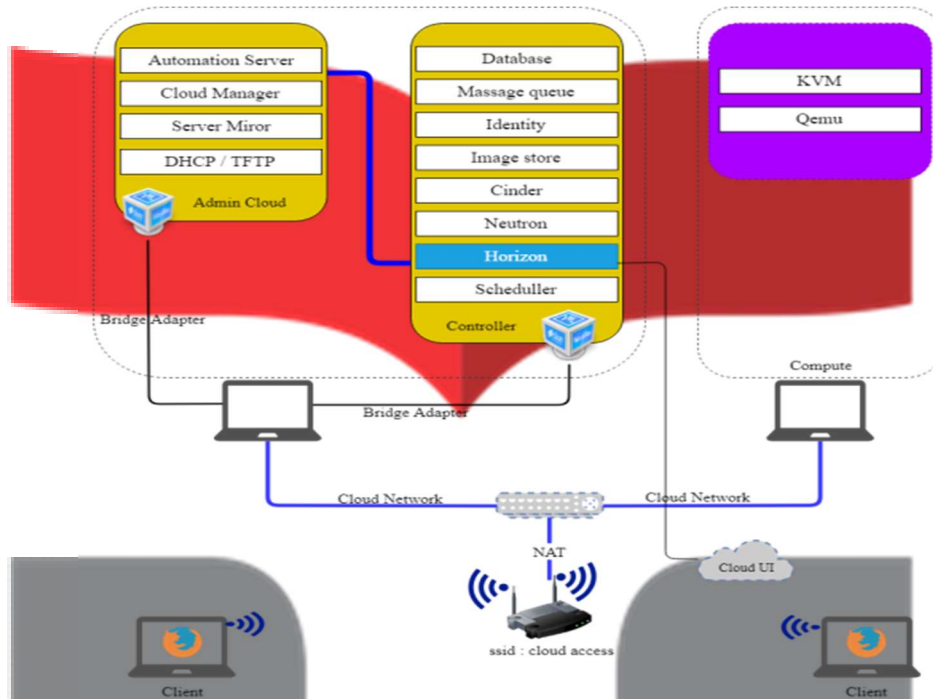 Automation Server
Cloud Manager
Server Miror
DHCP / TFTP
Admin Cloud
Database
Massage queue
Identity
Image store
Cinder
Neutron
Horizon
Scheduller
Controller
KVM
Qemu
Bridge Adapter
Bridge Adapter
Compute
Cloud Network
Cloud Network
NAT
Cloud UI
ssid : cloud access
Client
Client